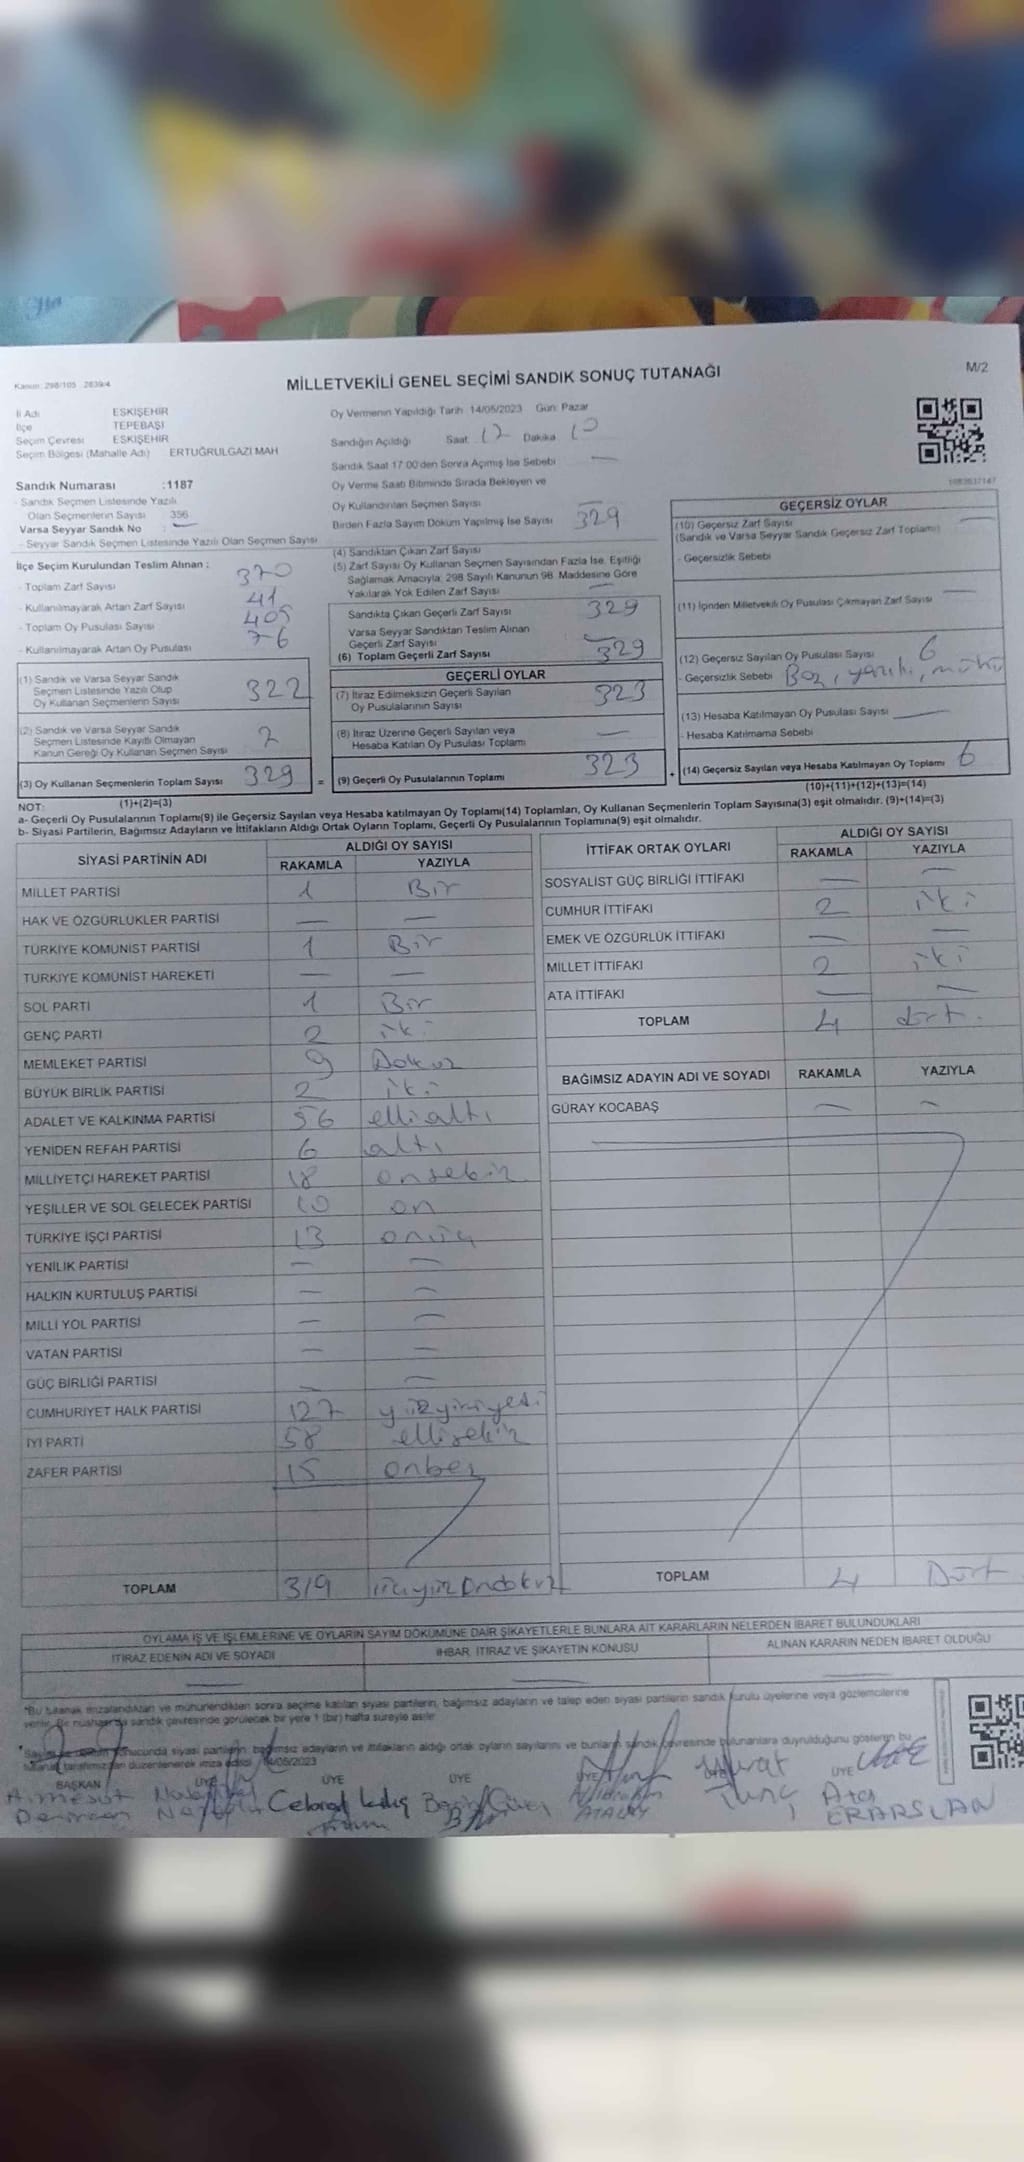 Kanun: 298/105 . 2839/4
MİLLETVEKİLİ GENEL SEÇİMİ SANDIK SONUÇ TUTANAĞI
M/2
İl Adı ESKİŞEHİR
İlçe TEPEBAŞI
Seçim Çevresi ESKİŞEHİR
Seçim Bölgesi (Mahalle Adı) ERTUĞRULGAZİ MAH
Sandık Numarası :1187
- Sandık Seçmen Listesinde Yazılı
Olan Seçmenlerin Sayısı 356
Varsa Seyyar Sandık No : —
- Seyyar Sandık Seçmen Listesinde Yazılı Olan Seçmen Sayısı
Oy Vermenin Yapıldığı Tarih 14/05/2023 Gün: Pazar
Sandığın Açıldığı Saat 17 Dakika 10
Sandık Saat 17.00'den Sonra Açılmış İse Sebebi —
Oy Verme Saati Bitiminde Sırada Bekleyen ve
Oy Kullandırılan Seçmen Sayısı —
Birden Fazla Sayım Döküm Yapılmış İse Sayısı
İlçe Seçim Kurulundan Teslim Alınan :
- Toplam Zarf Sayısı 370
- Kullanılmayarak Artan Zarf Sayısı 41
- Toplam Oy Pusulası Sayısı 405
- Kullanılmayarak Artan Oy Pusulası 76
(1) Sandık ve Varsa Seyyar Sandık
Seçmen Listesinde Yazılı Olup
Oy Kullanan Seçmenlerin Sayısı 322
(2) Sandık ve Varsa Seyyar Sandık
Seçmen Listesinde Kayıtlı Olmayan
Kanun Gereği Oy Kullanan Seçmen Sayısı 7
(3) Oy Kullanan Seçmenlerin Toplam Sayısı 329 =
(1)+(2)=(3)
(4) Sandıktan Çıkan Zarf Sayısı 329
(5) Zarf Sayısı Oy Kullanan Seçmen Sayısından Fazla İse, Eşitliği
Sağlamak Amacıyla; 298 Sayılı Kanunun 98. Maddesine Göre
Yakılarak Yok Edilen Zarf Sayısı —
Sandıkta Çıkan Geçerli Zarf Sayısı 329
Varsa Seyyar Sandıktan Teslim Alınan
Geçerli Zarf Sayısı —
(6) Toplam Geçerli Zarf Sayısı 329
GEÇERLİ OYLAR
(7) İtiraz Edilmeksizin Geçerli Sayılan
Oy Pusulalarının Sayısı 323
(8) İtiraz Üzerine Geçerli Sayılan veya
Hesaba Katılan Oy Pusulası Toplamı —
(9) Geçerli Oy Pusulalarının Toplamı 323 +
GEÇERSİZ OYLAR
(10) Geçersiz Zarf Sayısı
(Sandık ve Varsa Seyyar Sandık Geçersiz Zarf Toplamı) —
- Geçersizlik Sebebi
(11) İçinden Milletvekili Oy Pusulası Çıkmayan Zarf Sayısı —
(12) Geçersiz Sayılan Oy Pusulası Sayısı 6
- Geçersizlik Sebebi Boş, yazılı,
(13) Hesaba Katılmayan Oy Pusulası Sayısı —
- Hesaba Katılmama Sebebi
(14) Geçersiz Sayılan veya Hesaba Katılmayan Oy Toplamı 6
(10)+(11)+(12)+(13)=(14)
NOT:
a- Geçerli Oy Pusulalarının Toplamı(9) ile Geçersiz Sayılan veya Hesaba katılmayan Oy Toplamı(14) Toplamları, Oy Kullanan Seçmenlerin Toplam Sayısına(3) eşit olmalıdır. (9)+(14)=(3)
b- Siyasi Partilerin, Bağımsız Adayların ve İttifakların Aldığı Ortak Oyların Toplamı, Geçerli Oy Pusulalarının Toplamına(9) eşit olmalıdır.
SİYASİ PARTİNİN ADI ALDIĞI OY SAYISI
RAKAMLA YAZIYLA
MİLLET PARTİSİ 1 Bir
HAK VE ÖZGÜRLÜKLER PARTİSİ — —
TÜRKİYE KOMÜNİST PARTİSİ 1 Bir
TÜRKİYE KOMÜNİST HAREKETİ — —
SOL PARTİ 1 Bir
GENÇ PARTİ 2 iki
MEMLEKET PARTİSİ 9 Dokuz
BÜYÜK BİRLİK PARTİSİ 2 iki
ADALET VE KALKINMA PARTİSİ 56 elli altı
YENİDEN REFAH PARTİSİ 6 altı
MİLLİYETÇİ HAREKET PARTİSİ 18 onsekiz
YEŞİLLER VE SOL GELECEK PARTİSİ 10 on
TÜRKİYE İŞÇİ PARTİSİ 13 onüç
YENİLİK PARTİSİ — —
HALKIN KURTULUŞ PARTİSİ — —
MİLLİ YOL PARTİSİ — —
VATAN PARTİSİ — —
GÜÇ BİRLİĞİ PARTİSİ — —
CUMHURİYET HALK PARTİSİ 127 yüzyirmiyedi
İYİ PARTİ 58 ellisekiz
ZAFER PARTİSİ 15 onbeş
TOPLAM 319 üçyüz Ondokuz
İTTİFAK ORTAK OYLARI ALDIĞI OY SAYISI
RAKAMLA YAZIYLA
SOSYALİST GÜÇ BİRLİĞİ İTTİFAKI — —
CUMHUR İTTİFAKI 2 iki
EMEK VE ÖZGÜRLÜK İTTİFAKI — —
MİLLET İTTİFAKI 2 iki
ATA İTTİFAKI — —
TOPLAM 4 dört.
BAĞIMSIZ ADAYIN ADI VE SOYADI RAKAMLA YAZIYLA
GÜRAY KOCABAŞ — —
TOPLAM 4 Dört
OYLAMA İŞ VE İŞLEMLERİNE VE OYLARIN SAYIM DÖKÜMÜNE DAİR ŞİKAYETLERLE BUNLARA AİT KARARLARIN NELERDEN İBARET BULUNDUKLARI
İTİRAZ EDENİN ADI VE SOYADI İHBAR, İTİRAZ VE ŞİKAYETİN KONUSU ALINAN KARARIN NEDEN İBARET OLDUĞU
— — —
*Bu tutanak imzalandıktan ve mühürlendikten sonra seçime katılan siyasi partilerin, bağımsız adayların ve talep eden siyasi partilerin sandık kurulu üyelerine veya gözlemcilerine
verilir. Bir nüshası da sandık çevresinde görülecek bir yere 1 (bir) hafta süreyle asılır.
sonucunda siyasi partilerin, bağımsız adayların ve ittifakların aldığı ortak oyların sayılarını ve bunların sandık çevresinde bulunanlara duyrulduğunu gösteren bu
tutanak tarafımızdan düzenlenerek imza edildi. 14/05/2023
BAŞKAN ÜYE ÜYE ÜYE ÜYE ÜYE
Murat
Tunç
ATALAY
Ata
ERARSLAN